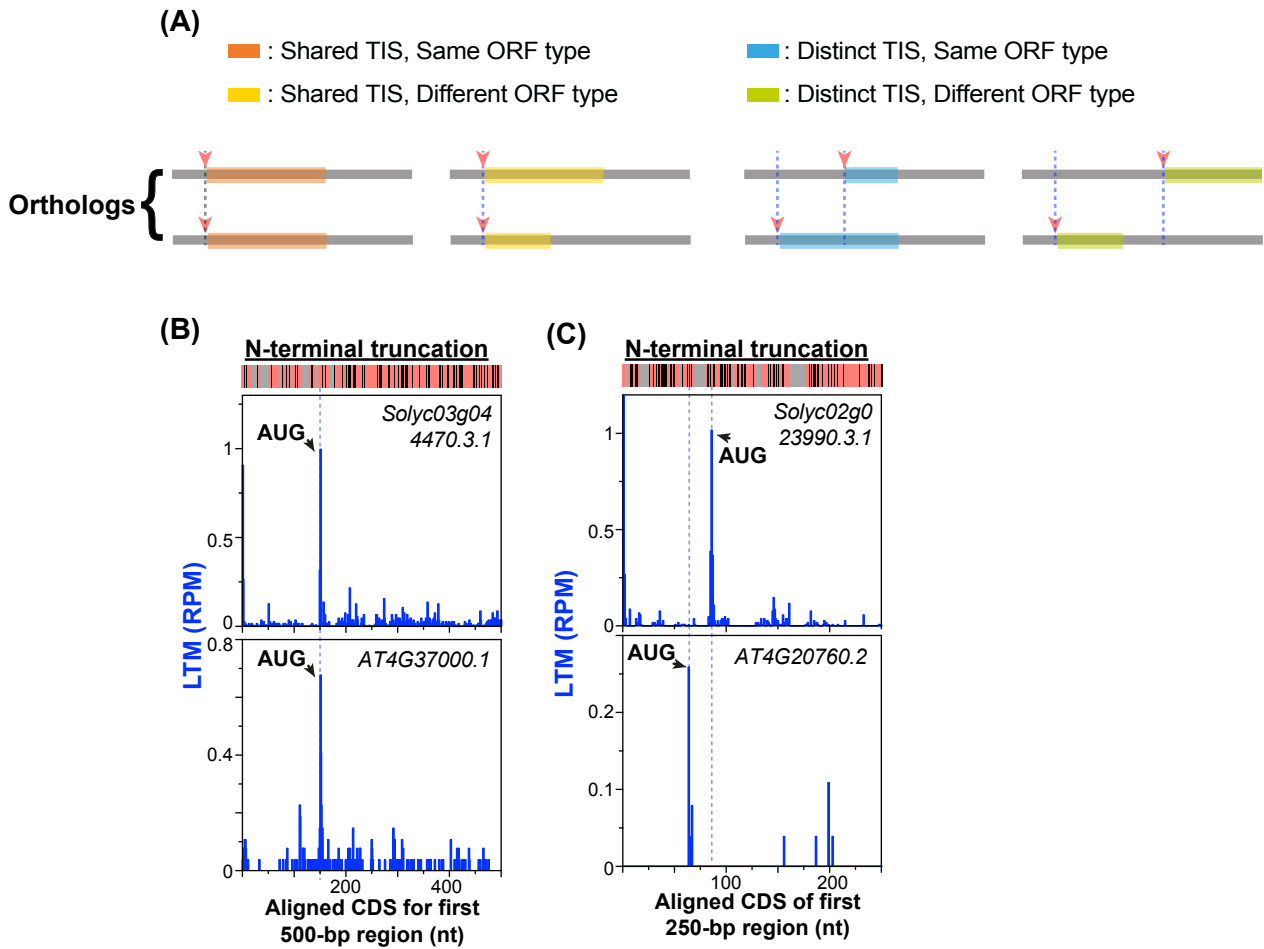 (A)
: Shared TIS, Same ORF type
: Distinct TIS, Same ORF type
: Shared TIS, Different ORF type
: Distinct TIS, Different ORF type
Orthologs
(B)
N-terminal truncation
Solyc03g04
4470.3.1
AUG
1
0.5
0
AT4G37000.1
AUG
0.8
0.4
0
LTM (RPM)
200
400
Aligned CDS for first
500-bp region (nt)
(C)
N-terminal truncation
Solyc02g0
23990.3.1
AUG
1
0.5
0
AT4G20760.2
AUG
0.2
0.1
0
LTM (RPM)
100
200
Aligned CDS of first
250-bp region (nt)